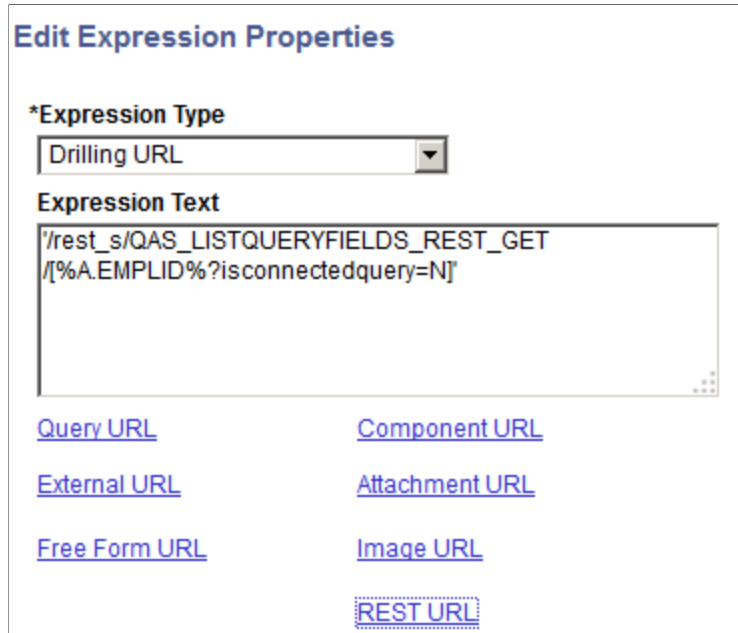 Edit Expression Properties
*Expression Type
Drilling URL
Expression Text
'/rest_s/QAS_LISTQUERYFIELDS_REST_GET
/[%A.EMPLID%?isconnectedquery=N]'
Query URL
Component URL
External URL
Attachment URL
Free Form URL
Image URL
REST URL